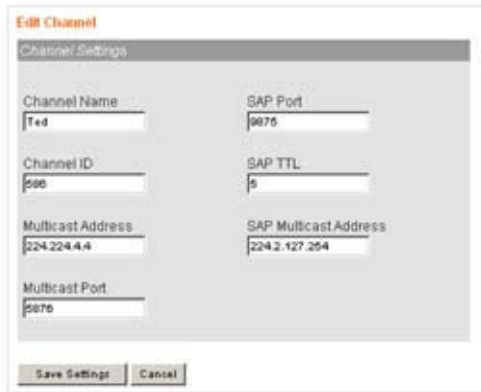 Edit Channel
Channel Settings
Channel Name
Ted
SAP Port
9875
Channel ID
586
SAP TTL
5
Multicast Address
224.224.4.4
SAP Multicast Address
224.2.127.254
Multicast Port
5876
Save Settings
Cancel